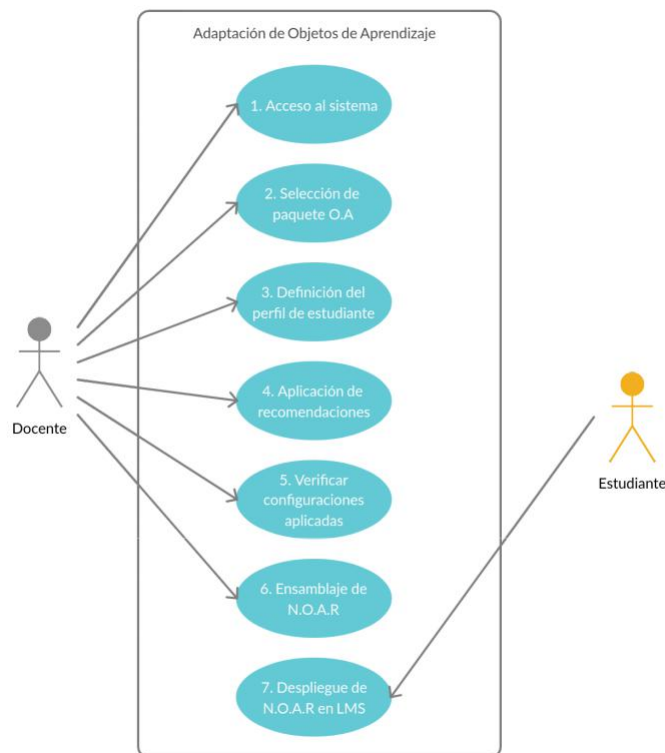 Adaptación de Objetos de Aprendizaje
1. Acceso al sistema
2. Selección de
paquete O.A
3. Definición del
perfil de estudiante
4. Aplicación de
recomendaciones
Docente
5. Verificar
configuraciones
aplicadas
Estudiante
6. Ensamblaje de
N.O.A.R
7. Despliegue de
N.O.A.R en LMS